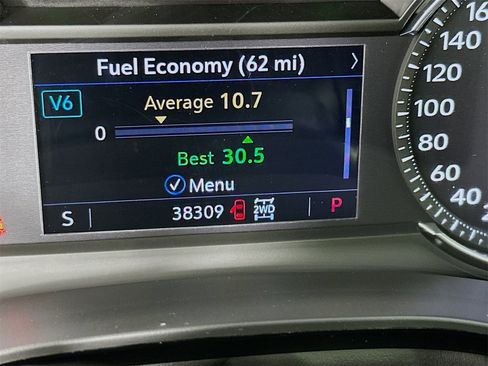 Fuel Economy (62 mi) >
V6
Average 10.7
0
Best 30.5
✓ Menu
S 38309 2WD P
160
140
120
100
80
60
40